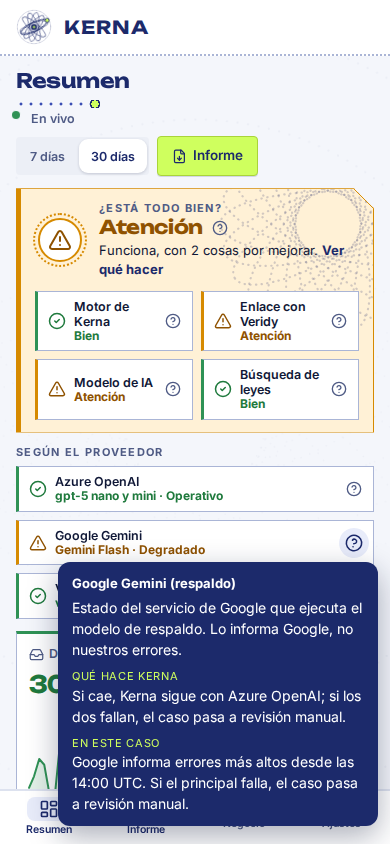 KERNA
Resumen
En vivo
7 días
30 días
Informe
¿ESTÁ TODO BIEN?
Atención
Funciona, con 2 cosas por mejorar. Ver
qué hacer
Motor de
Kerna
Bien
Enlace con
Veridy
Atención
Modelo de IA
Atención
Búsqueda de
leyes
Bien
SEGÚN EL PROVEEDOR
Azure OpenAI
gpt-5 nano y mini · Operativo
Google Gemini
Gemini Flash · Degradado
Google Gemini (respaldo)
Estado del servicio de Google que ejecuta el
modelo de respaldo. Lo informa Google, no
nuestros errores.
QUÉ HACE KERNA
Si cae, Kerna sigue con Azure OpenAI; si los
dos fallan, el caso pasa a revisión manual.
EN ESTE CASO
Google informa errores más altos desde las
14:00 UTC. Si el principal falla, el caso pasa
a revisión manual.
30
Resumen
Informe